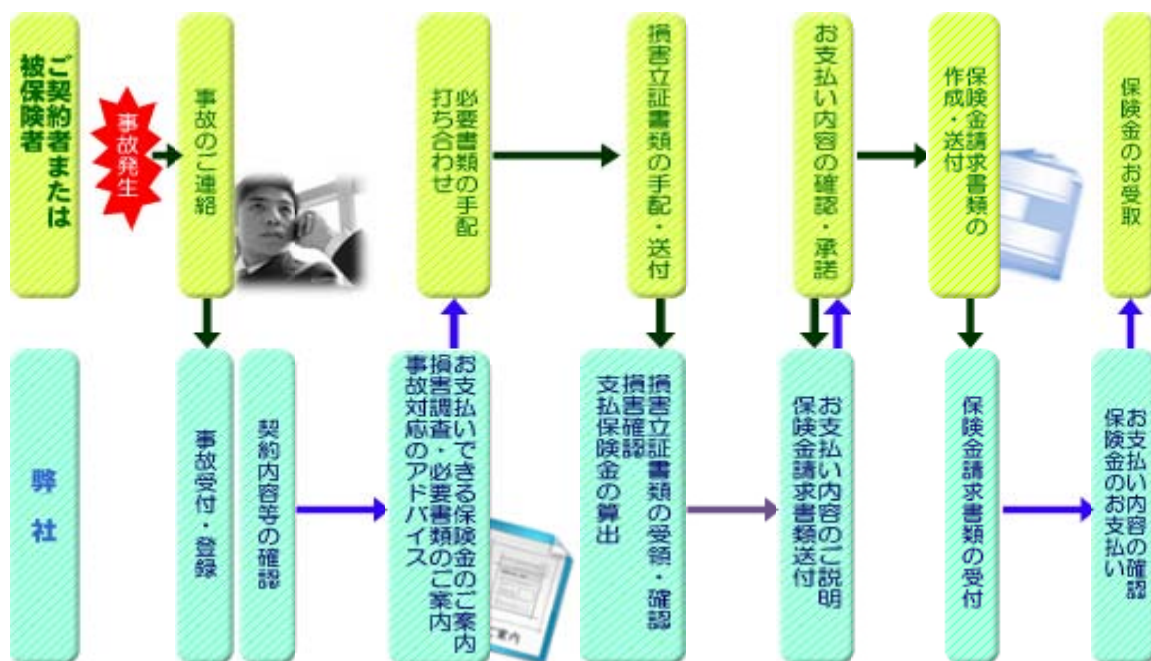 ご契約者または
被保険者
事故発生
事故のご連絡
必要書類の手配
打ち合わせ
損害立証書類の手配・送付
お支払い内容の確認・承諾
保険金請求書類の
作成・送付
保険金のお受取
弊社
事故受付・登録
契約内容等の確認
お支払いできる保険金のご案内
損害調査・必要書類のご案内
事故対応のアドバイス
案内
損害立証書類の受領・確認
損害確認
支払保険金の算出
お支払い内容のご説明
保険金請求書類送付
保険金請求書類の受付
お支払い内容の確認
保険金のお支払い